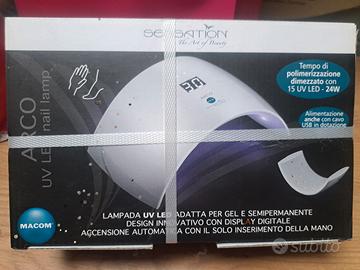 SENSATION
The Art of Beauty
Tempo di
polimerizzazione
dimezzato con
15 UV LED - 24W
Alimentazione
anche con cavo
USB in dotazione
ARCO
UV LED nail lamp
30
MACOM
LAMPADA UV LED ADATTA PER GEL E SEMIPERMANENTE
DESIGN INNOVATIVO CON DISPLAY DIGITALE
ACCENSIONE AUTOMATICA CON IL SOLO INSERIMENTO DELLA MANO
subito